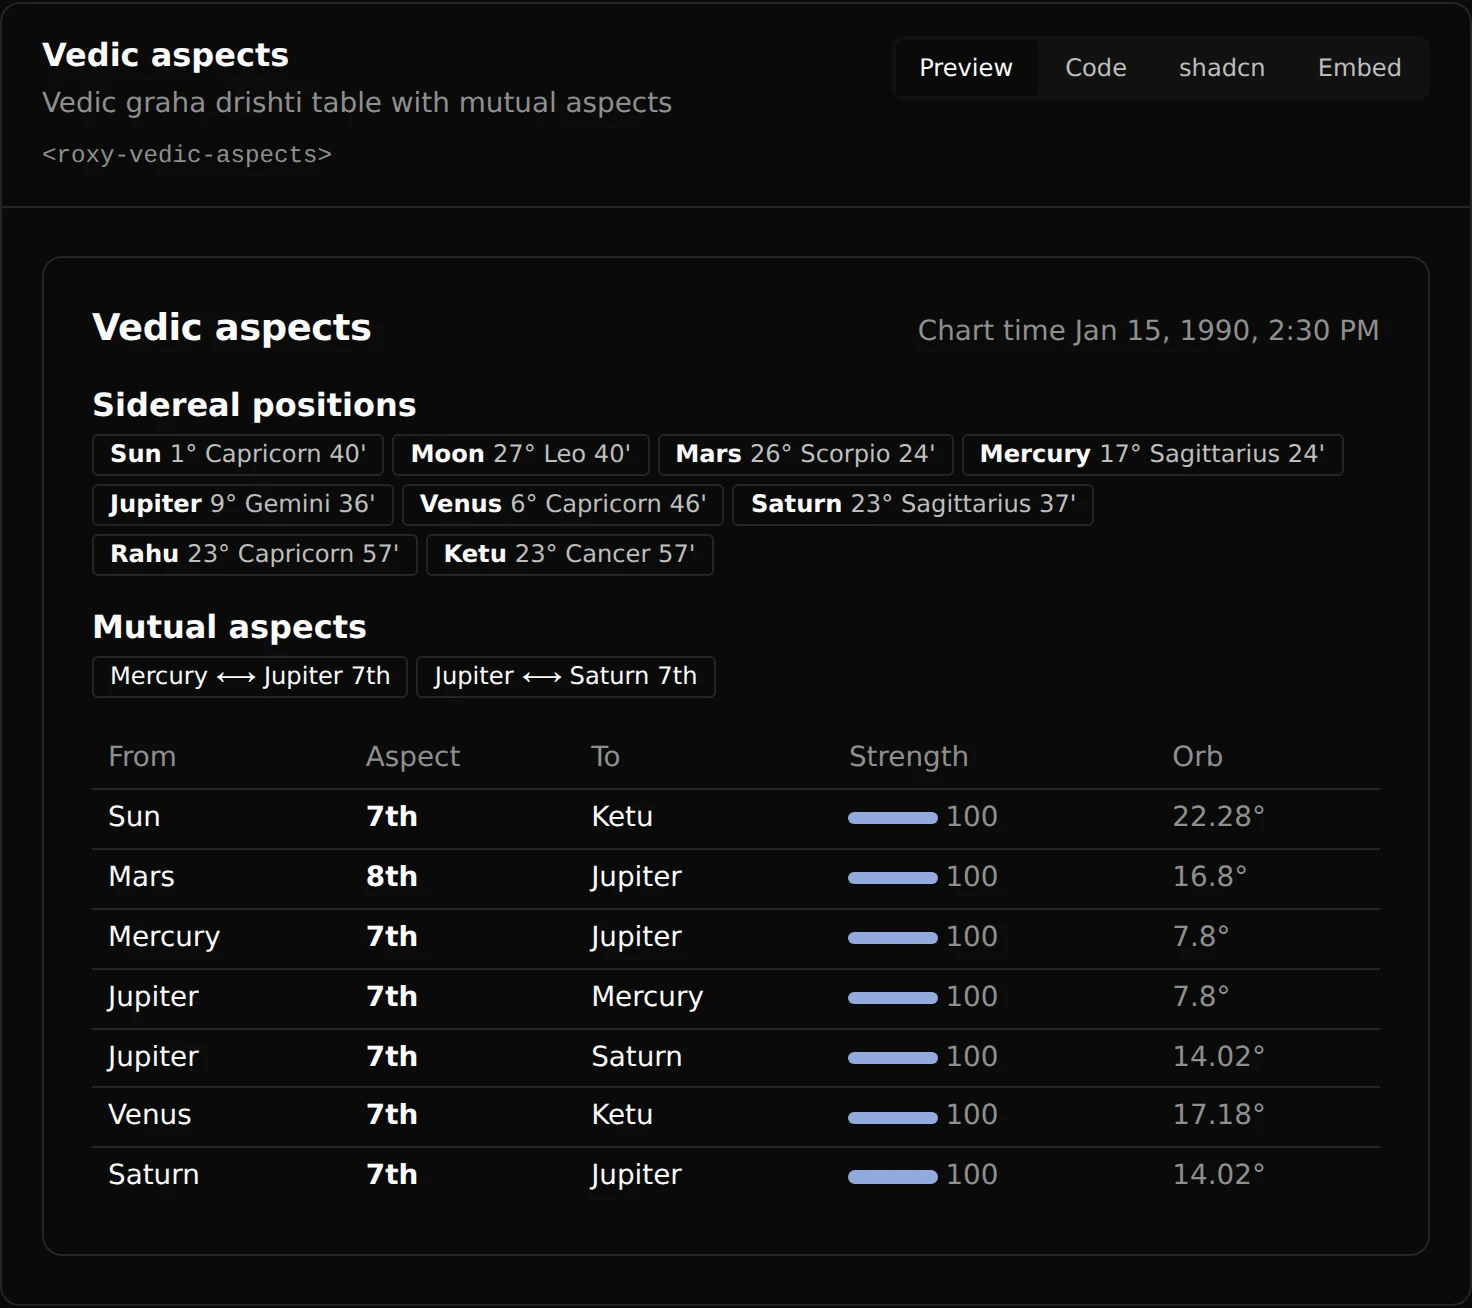 Vedic aspects
Vedic graha drishti table with mutual aspects
<roxy-vedic-aspects>
Preview Code shadcn Embed
Vedic aspects Chart time Jan 15, 1990, 2:30 PM
Sidereal positions
Sun 1° Capricorn 40' Moon 27° Leo 40' Mars 26° Scorpio 24' Mercury 17° Sagittarius 24'
Jupiter 9° Gemini 36' Venus 6° Capricorn 46' Saturn 23° Sagittarius 37'
Rahu 23° Capricorn 57' Ketu 23° Cancer 57'
Mutual aspects
Mercury ⟷ Jupiter 7th Jupiter ⟷ Saturn 7th
From Aspect To Strength Orb
Sun 7th Ketu 100 22.28°
Mars 8th Jupiter 100 16.8°
Mercury 7th Jupiter 100 7.8°
Jupiter 7th Mercury 100 7.8°
Jupiter 7th Saturn 100 14.02°
Venus 7th Ketu 100 17.18°
Saturn 7th Jupiter 100 14.02°